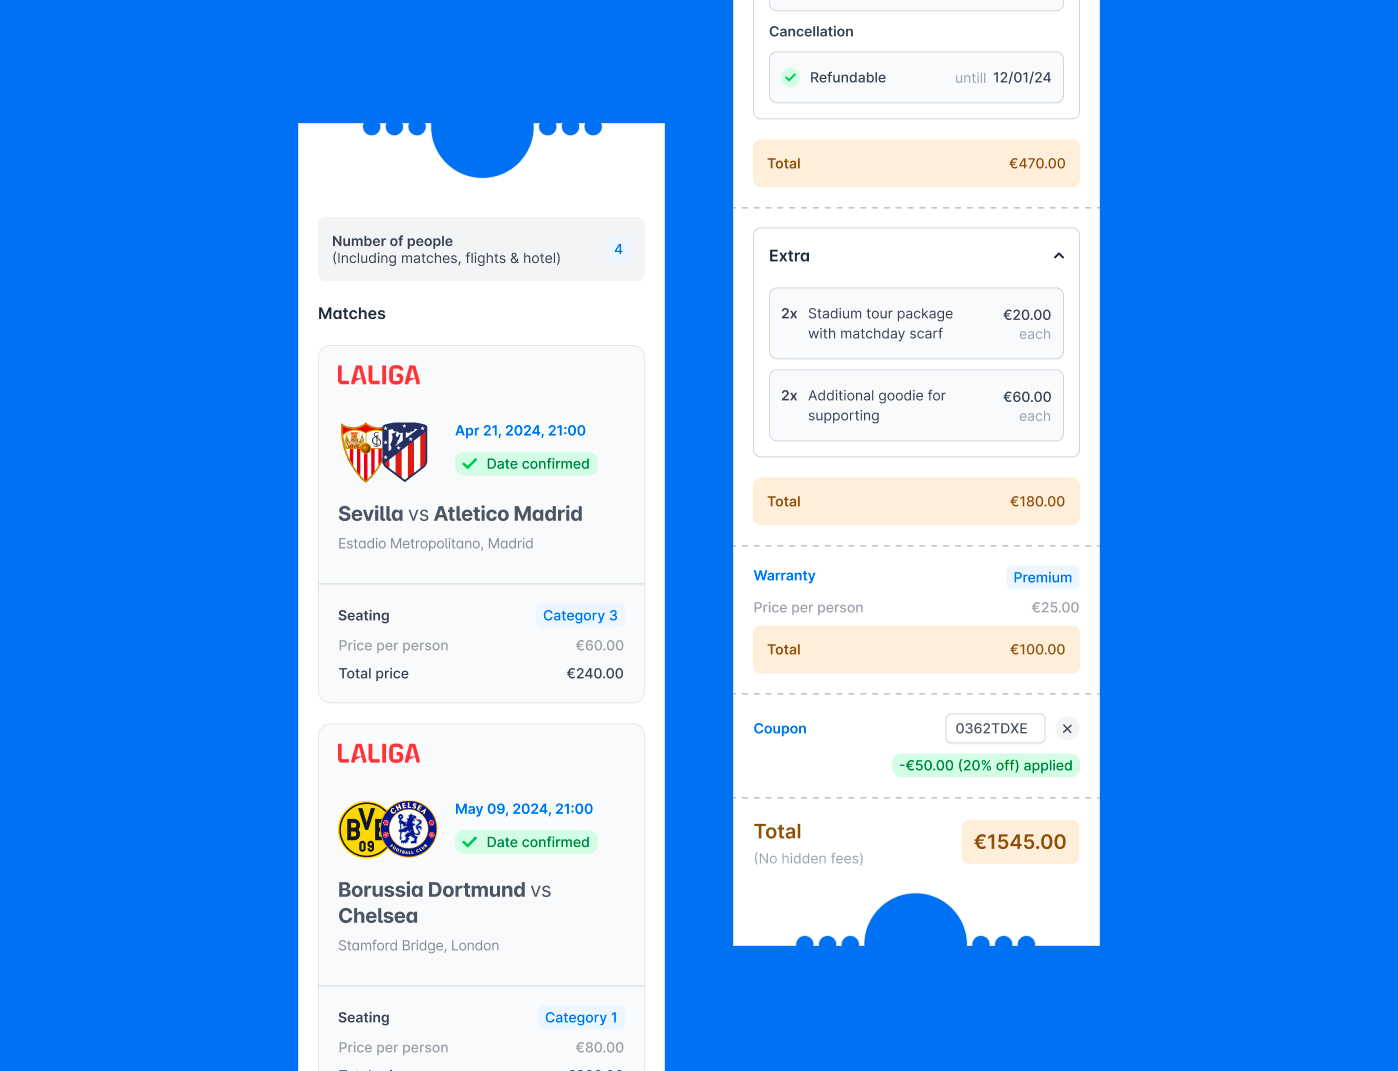 Number of people
(Including matches, flights & hotel)
4
Matches
LALIGA
Apr 21, 2024, 21:00
Date confirmed
Sevilla vs Atletico Madrid
Estadio Metropolitano, Madrid
Seating
Category 3
Price per person
€60.00
Total price
€240.00
LALIGA
BVB
09
CHELSEA
FOOTBALL CLUB
May 09, 2024, 21:00
Date confirmed
Borussia Dortmund vs
Chelsea
Stamford Bridge, London
Seating
Category 1
Price per person
€80.00
Cancellation
Refundable
untill 12/01/24
Total
€470.00
Extra
2x Stadium tour package
with matchday scarf
€20.00
each
2x Additional goodie for
supporting
€60.00
each
Total
€180.00
Warranty
Premium
Price per person
€25.00
Total
€100.00
Coupon
0362TDXE
-€50.00 (20% off) applied
Total
(No hidden fees)
€1545.00